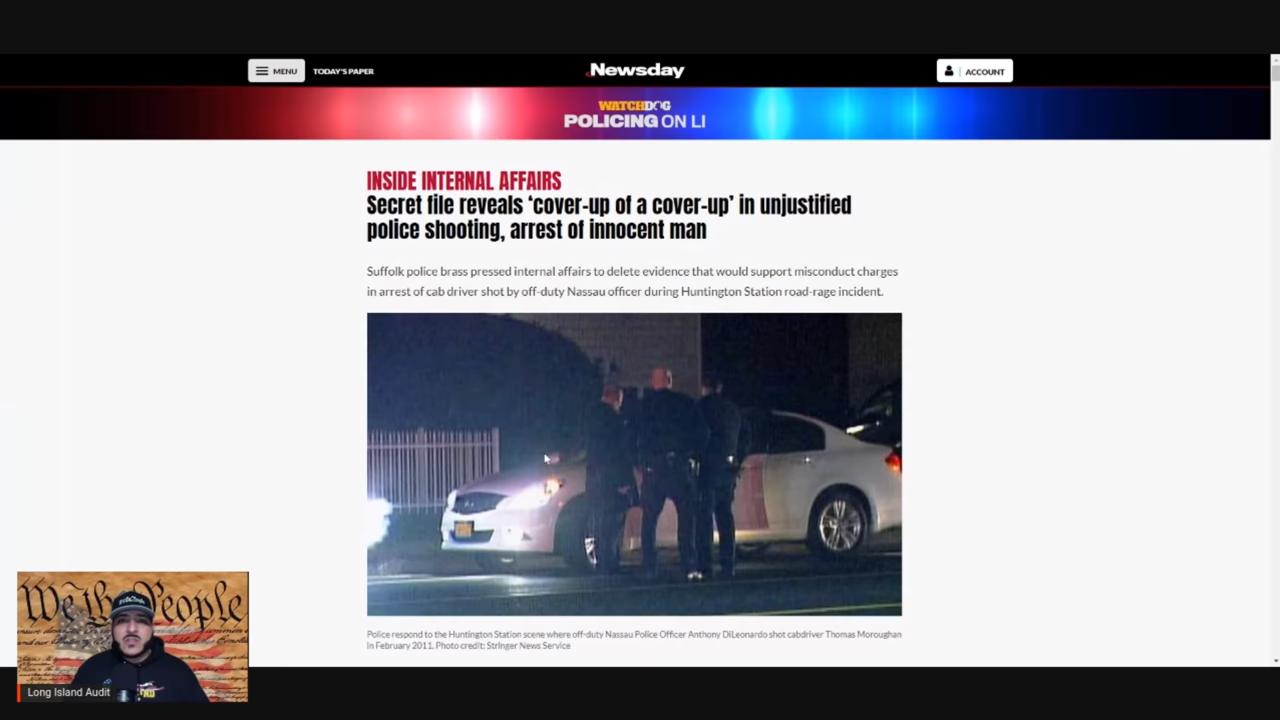 MENU
TODAY'S PAPER
Newsday
ACCOUNT
WATCHDOG
POLICING ON LI
INSIDE INTERNAL AFFAIRS
Secret file reveals ‘cover-up of a cover-up’ in unjustified
police shooting, arrest of innocent man
Suffolk police brass pressed internal affairs to delete evidence that would support misconduct charges
in arrest of cab driver shot by off-duty Nassau officer during Huntington Station road-rage incident.
Police respond to the Huntington Station scene where off-duty Nassau Police Officer Anthony DiLeonardo shot cabdriver Thomas Moroughan
in February 2011. Photo credit: Stringer News Service
We the People
Long Island Audit